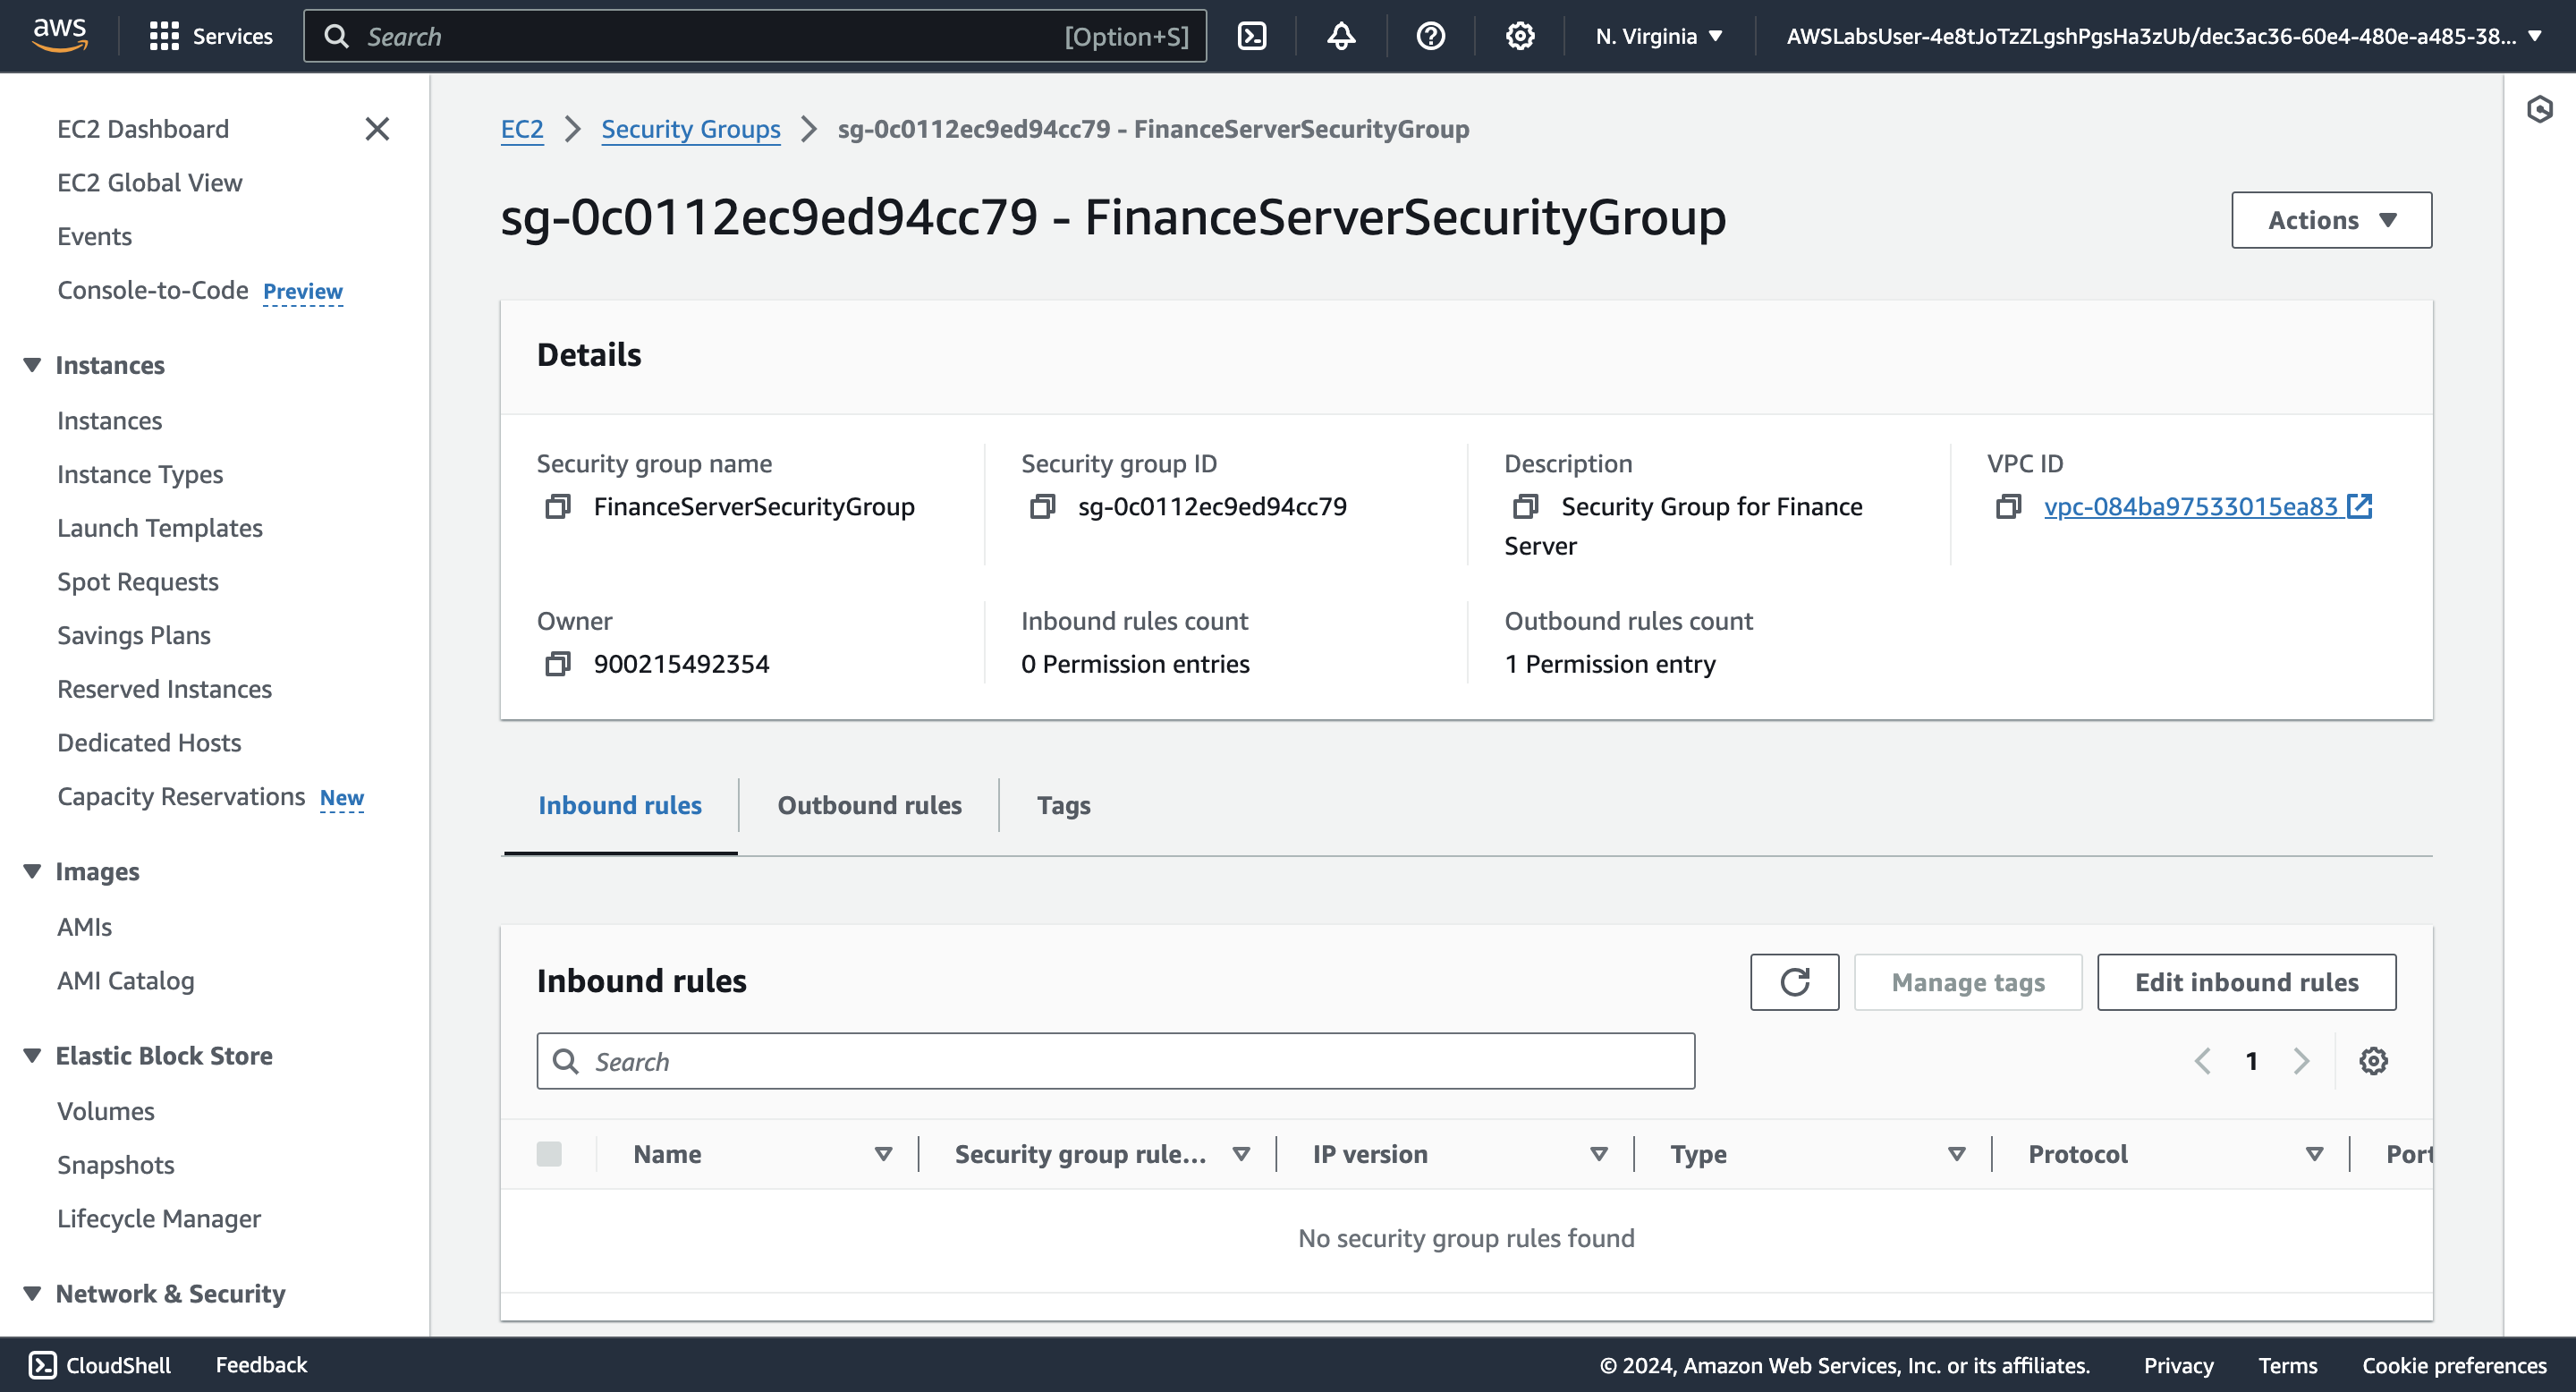 aws
Services
Search
[Option+S]
N. Virginia
AWSLabsUser-4e8tJoTzZLgshPgsHa3zUb/dec3ac36-60e4-480e-a485-38...
EC2 Dashboard
EC2 Global View
Events
Console-to-Code Preview
Instances
Instances
Instance Types
Launch Templates
Spot Requests
Savings Plans
Reserved Instances
Dedicated Hosts
Capacity Reservations New
Images
AMIs
AMI Catalog
Elastic Block Store
Volumes
Snapshots
Lifecycle Manager
Network & Security
EC2 > Security Groups > sg-0c0112ec9ed94cc79 - FinanceServerSecurityGroup
sg-0c0112ec9ed94cc79 - FinanceServerSecurityGroup
Actions
Details
Security group name
FinanceServerSecurityGroup
Security group ID
sg-0c0112ec9ed94cc79
Description
Security Group for Finance
Server
VPC ID
vpc-084ba97533015ea83
Owner
900215492354
Inbound rules count
0 Permission entries
Outbound rules count
1 Permission entry
Inbound rules
Outbound rules
Tags
Inbound rules
Manage tags
Edit inbound rules
Search
1
Name
Security group rule...
IP version
Type
Protocol
Port
No security group rules found
CloudShell
Feedback
© 2024, Amazon Web Services, Inc. or its affiliates.
Privacy
Terms
Cookie preferences